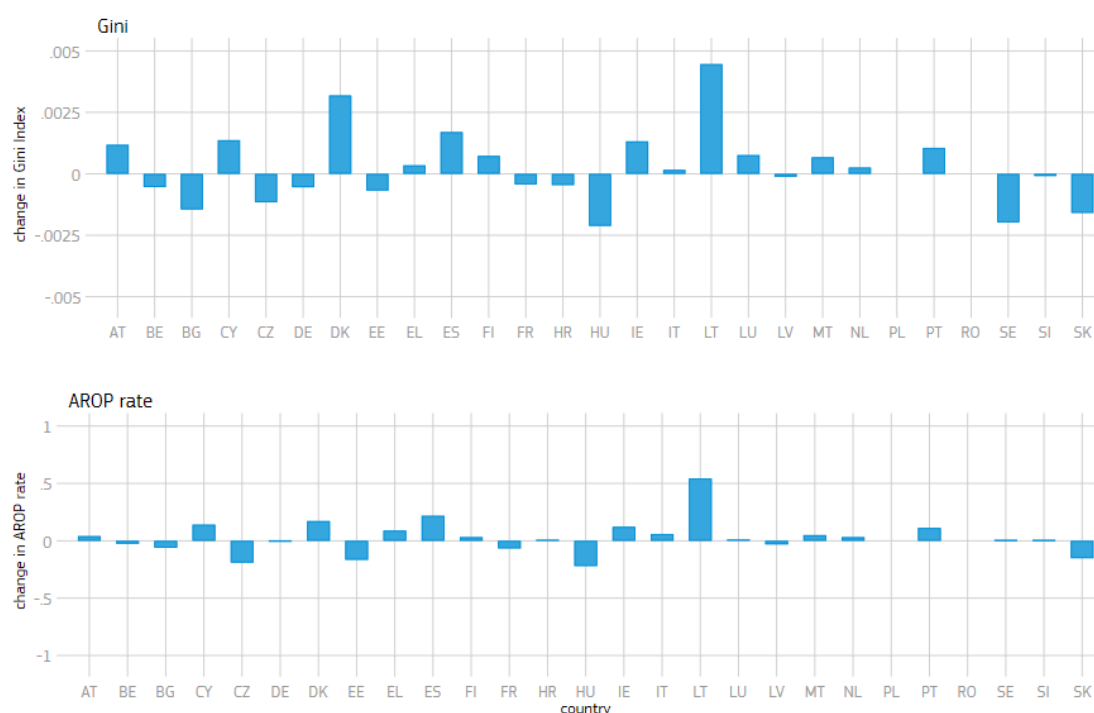 Gini
change in Gini Index
.005
.0025
0
-.0025
-.005
AT BE BG CY CZ DE DK EE EL ES FI FR HR HU IE IT LT LU LV MT NL PL PT RO SE SI SK
AROP rate
change in AROP rate
1
.5
0
-.5
-1
AT BE BG CY CZ DE DK EE EL ES FI FR HR HU IE IT LT LU LV MT NL PL PT RO SE SI SK
country